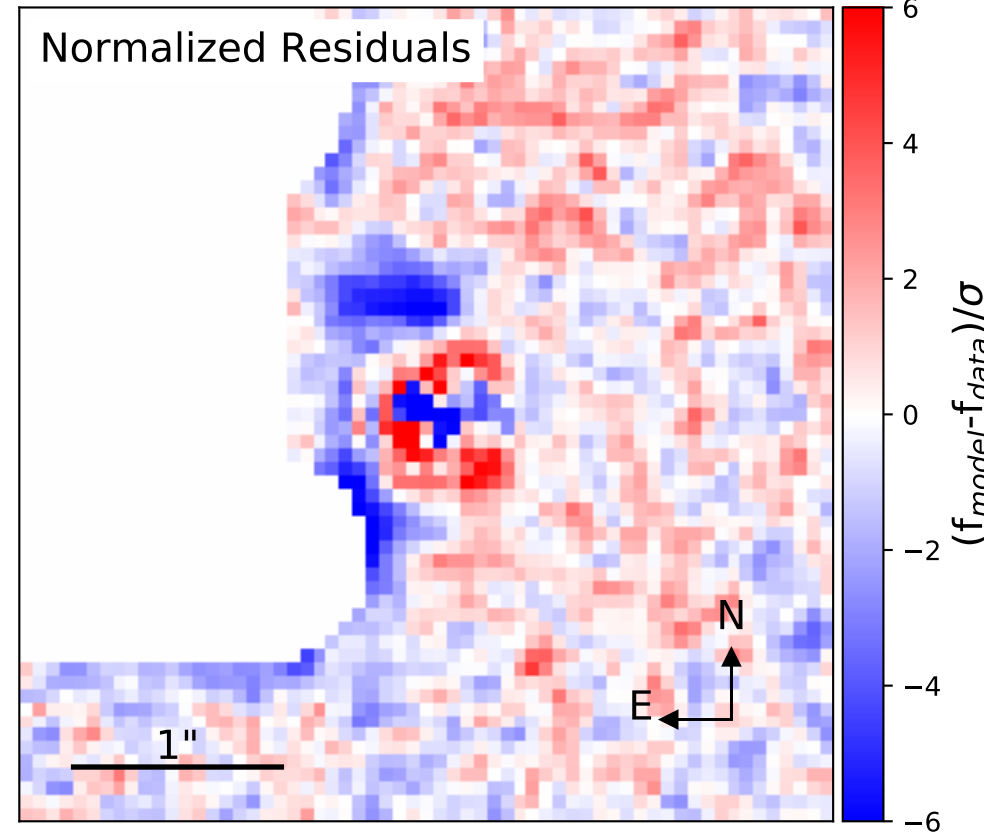 Normalized Residuals
6
4
2
0
−2
−4
−6
(f_model-f_data)/σ
N
E
1"